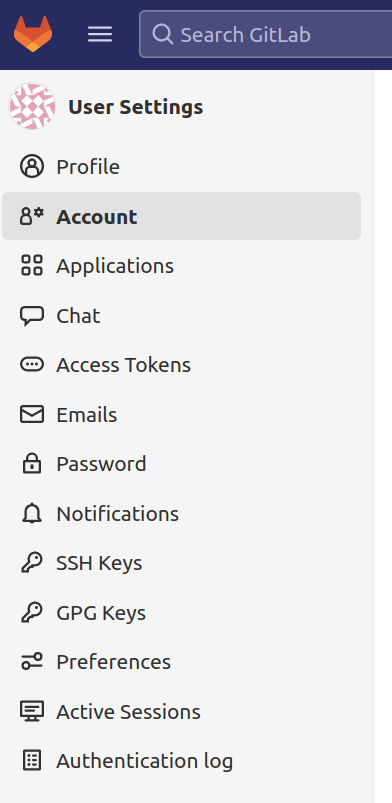 Search GitLab
User Settings
Profile
Account
Applications
Chat
Access Tokens
Emails
Password
Notifications
SSH Keys
GPG Keys
Preferences
Active Sessions
Authentication log